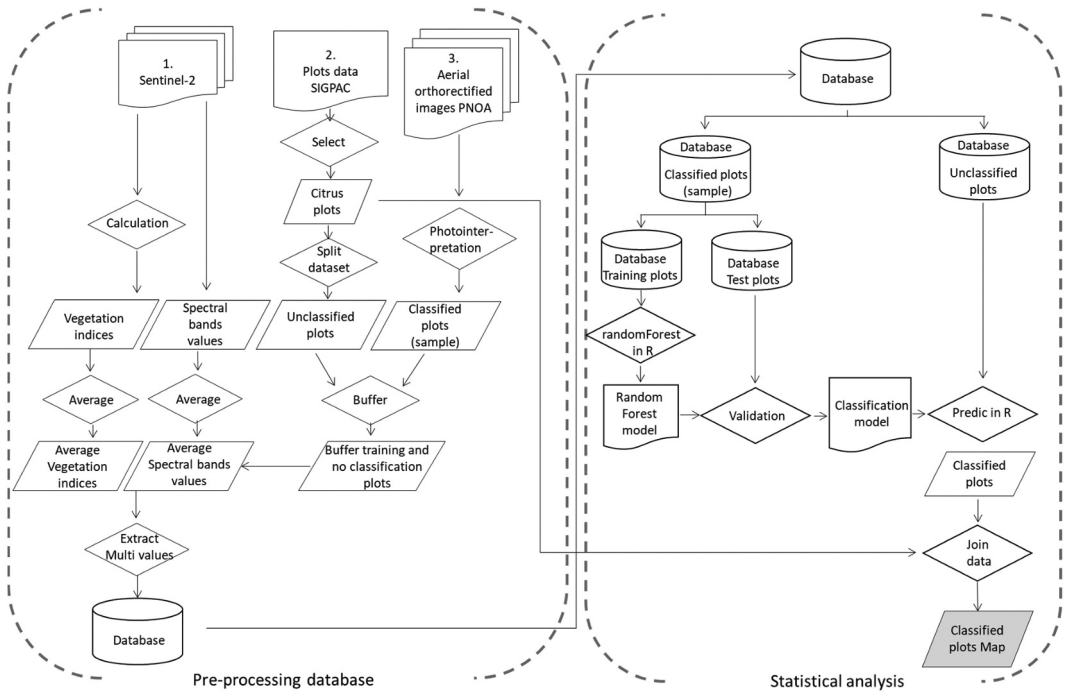 1.
Sentinel-2
2.
Plots data
SIGPAC
3.
Aerial
orthorectified
images PNOA
Select
Citrus
plots
Calculation
Photointer-
pretation
Split
dataset
Vegetation
indices
Spectral
bands
values
Unclassified
plots
Classified
plots
(sample)
Average
Average
Buffer
Average
Vegetation
indices
Average
Spectral bands
values
Buffer training and
no classification
plots
Extract
Multi values
Database
Pre-processing database
Database
Database
Classified plots
(sample)
Database
Unclassified
plots
Database
Training plots
Database
Test plots
randomForest
in R
Random
Forest
model
Validation
Classification
model
Predic in R
Classified
plots
Join
data
Classified
plots Map
Statistical analysis